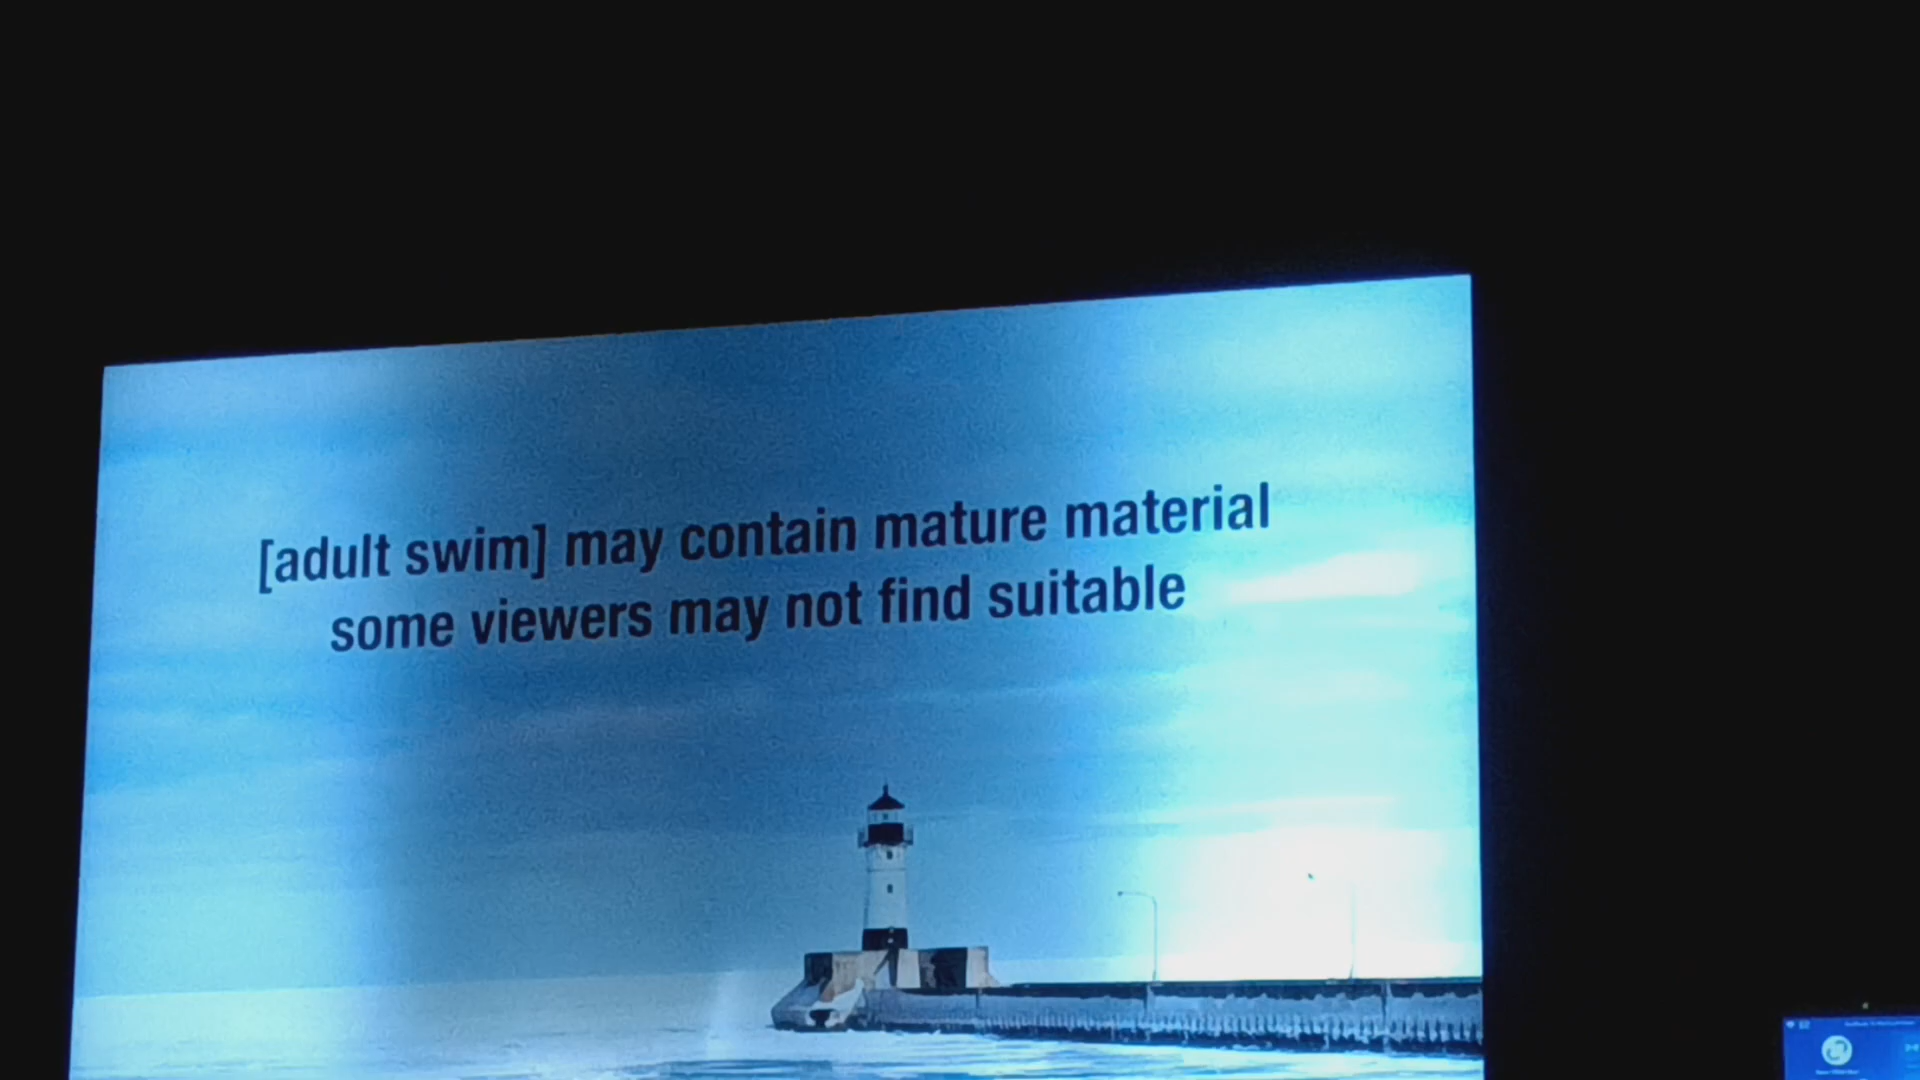 [adult swim] may contain mature material
some viewers may not find suitable